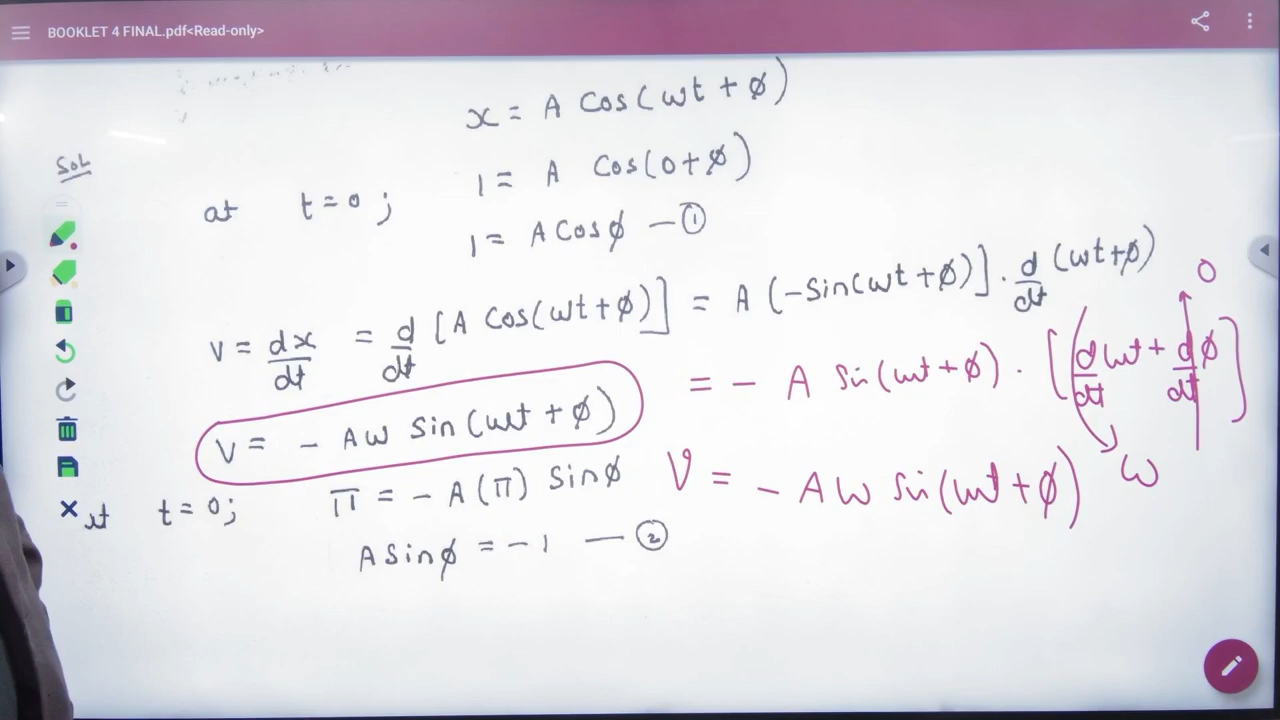 BOOKLET 4 FINAL.pdf<Read-only>
x = A Cos(ωt + ϕ)
Sol
at t=0 ; 1 = A Cos(0+ϕ)
1 = A Cosϕ — ①
V = dx/dt = d/dt [A Cos(ωt+ϕ)] = A (-Sin(ωt+ϕ)] . d/dt (ωt+ϕ)
= - A Sin(ωt+ϕ) . [d/dt ωt + d/dt ϕ] 0
V = - Aω Sin(ωt + ϕ)
V = - Aω Sin(ωt+ϕ) ω
t=0; π = - A(π) Sinϕ
A Sinϕ = -1 — ②